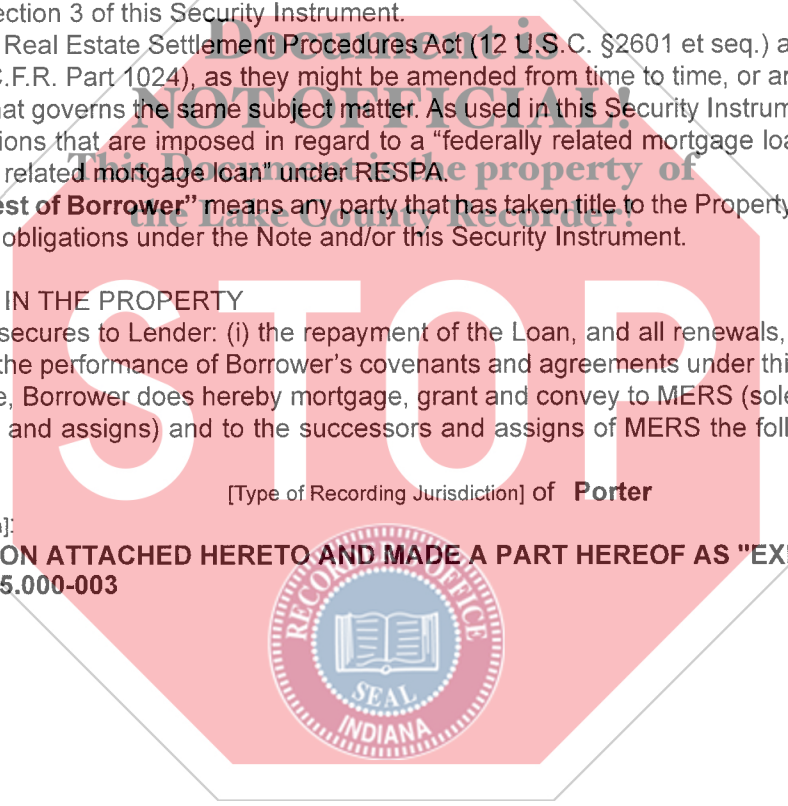 ection 3 of this Security Instrument.
Document is
Real Estate Settlement Procedures Act (12 U.S.C. §2601 et seq.) a
C.F.R. Part 1024), as they might be amended from time to time, or a
NOT OFFICIAL!
hat governs the same subject matter. As used in this Security Instrum
ions that are imposed in regard to a “federally related mortgage loa
This Document is the property of
related mortgage loan” under RESPA.
est of Borrower” means any party that has taken title to the Property
the Lake County Recorder!
obligations under the Note and/or this Security Instrument.
IN THE PROPERTY
STOP
secures to Lender: (i) the repayment of the Loan, and all renewals,
the performance of Borrower’s covenants and agreements under thi
e, Borrower does hereby mortgage, grant and convey to MERS (sole
and assigns) and to the successors and assigns of MERS the foll
[Type of Recording Jurisdiction] of Porter
]:
ON ATTACHED HERETO AND MADE A PART HEREOF AS "EX
5.000-003
RECORDER'S OFFICE
SEAL
INDIANA